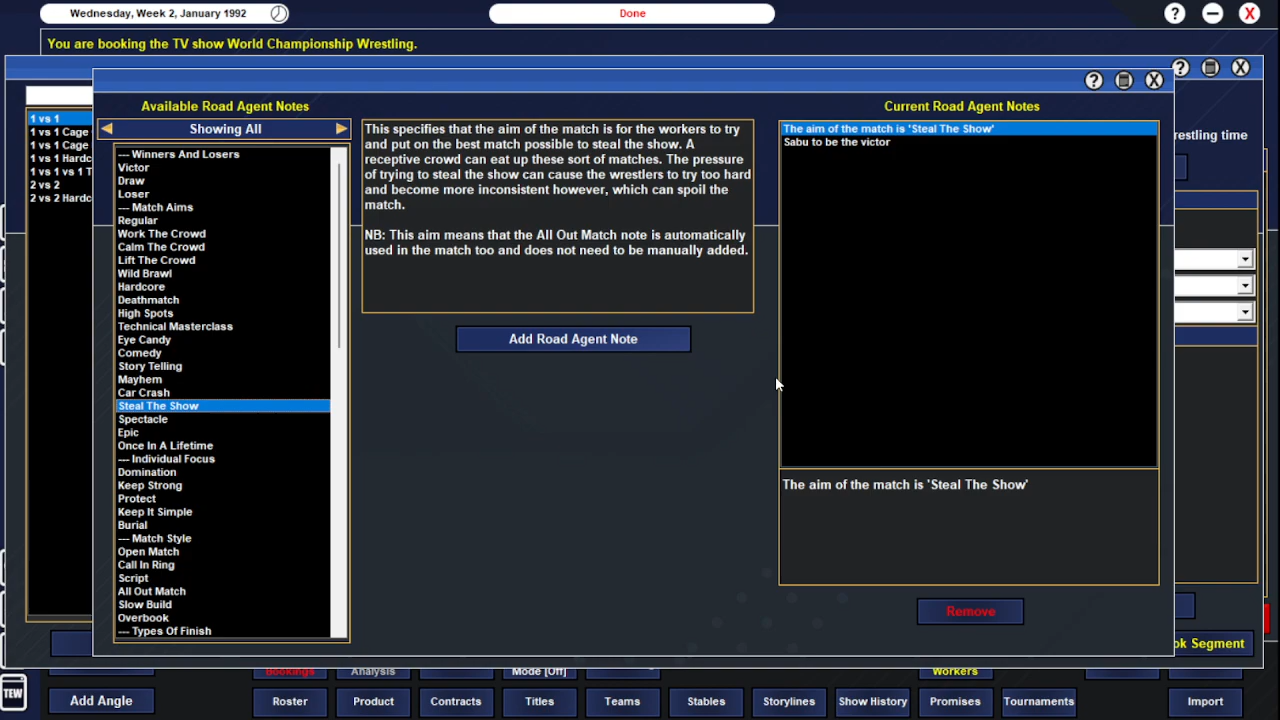 Wednesday, Week 2, January 1992
Done
You are booking the TV show World Championship Wrestling.
Available Road Agent Notes
Current Road Agent Notes
Showing All
1 vs 1
1 vs 1 Cage
1 vs 1 Cage
1 vs 1 Hardc
1 vs 1 vs 1 T
2 vs 2
2 vs 2 Hardc
--- Winners And Losers
Victor
Draw
Loser
--- Match Aims
Regular
Work The Crowd
Calm The Crowd
Lift The Crowd
Wild Brawl
Hardcore
Deathmatch
High Spots
Technical Masterclass
Eye Candy
Comedy
Story Telling
Mayhem
Car Crash
Steal The Show
Spectacle
Epic
Once In A Lifetime
--- Individual Focus
Domination
Keep Strong
Protect
Keep It Simple
Burial
--- Match Style
Open Match
Call In Ring
Script
All Out Match
Slow Build
Overbook
--- Types Of Finish
This specifies that the aim of the match is for the workers to try
and put on the best match possible to steal the show. A
receptive crowd can eat up these sort of matches. The pressure
of trying to steal the show can cause the wrestlers to try too hard
and become more inconsistent however, which can spoil the
match.
NB: This aim means that the All Out Match note is automatically
used in the match too and does not need to be manually added.
Add Road Agent Note
The aim of the match is 'Steal The Show'
Sabu to be the victor
The aim of the match is 'Steal The Show'
Remove
restling time
ok Segment
Bookings
Analysis
Mode [Off]
Workers
TEW
Add Angle
Roster
Product
Contracts
Titles
Teams
Stables
Storylines
Show History
Promises
Tournaments
Import